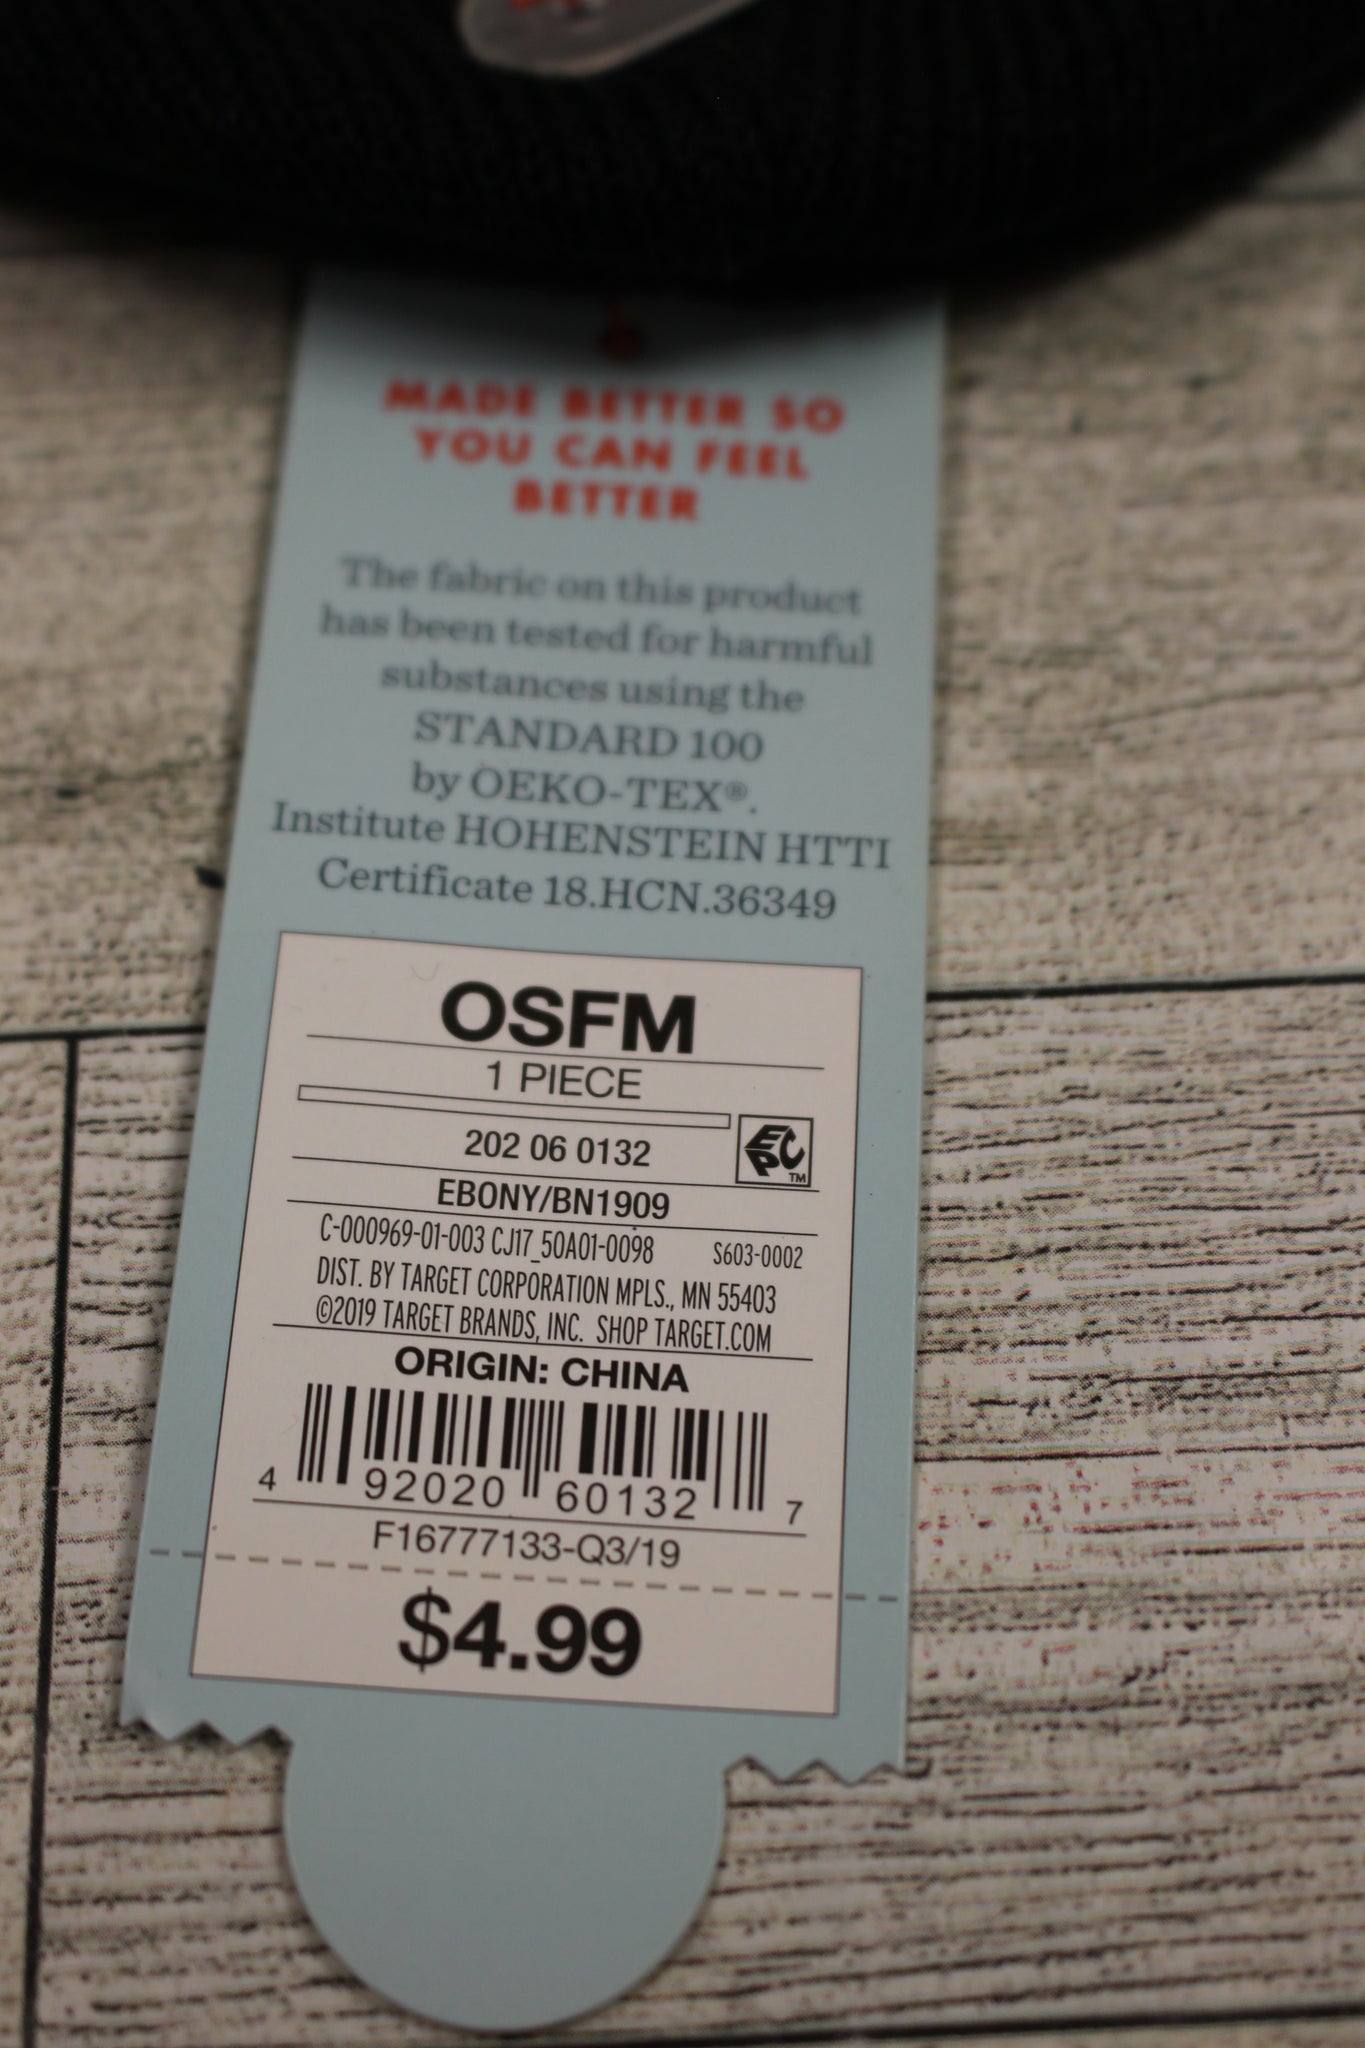 MADE BETTER SO
YOU CAN FEEL
BETTER
The fabric on this product
has been tested for harmful
substances using the
STANDARD 100
by OEKO-TEX®.
Institute HOHENSTEIN HTTI
Certificate 18.HCN.36349
OSFM
1 PIECE
202 06 0132
EPC™
EBONY/BN1909
C-000969-01-003 CJ17_50A01-0098 S603-0002
DIST. BY TARGET CORPORATION MPLS., MN 55403
©2019 TARGET BRANDS, INC. SHOP TARGET.COM
ORIGIN: CHINA
4 92020 60132 7
F16777133-Q3/19
$4.99